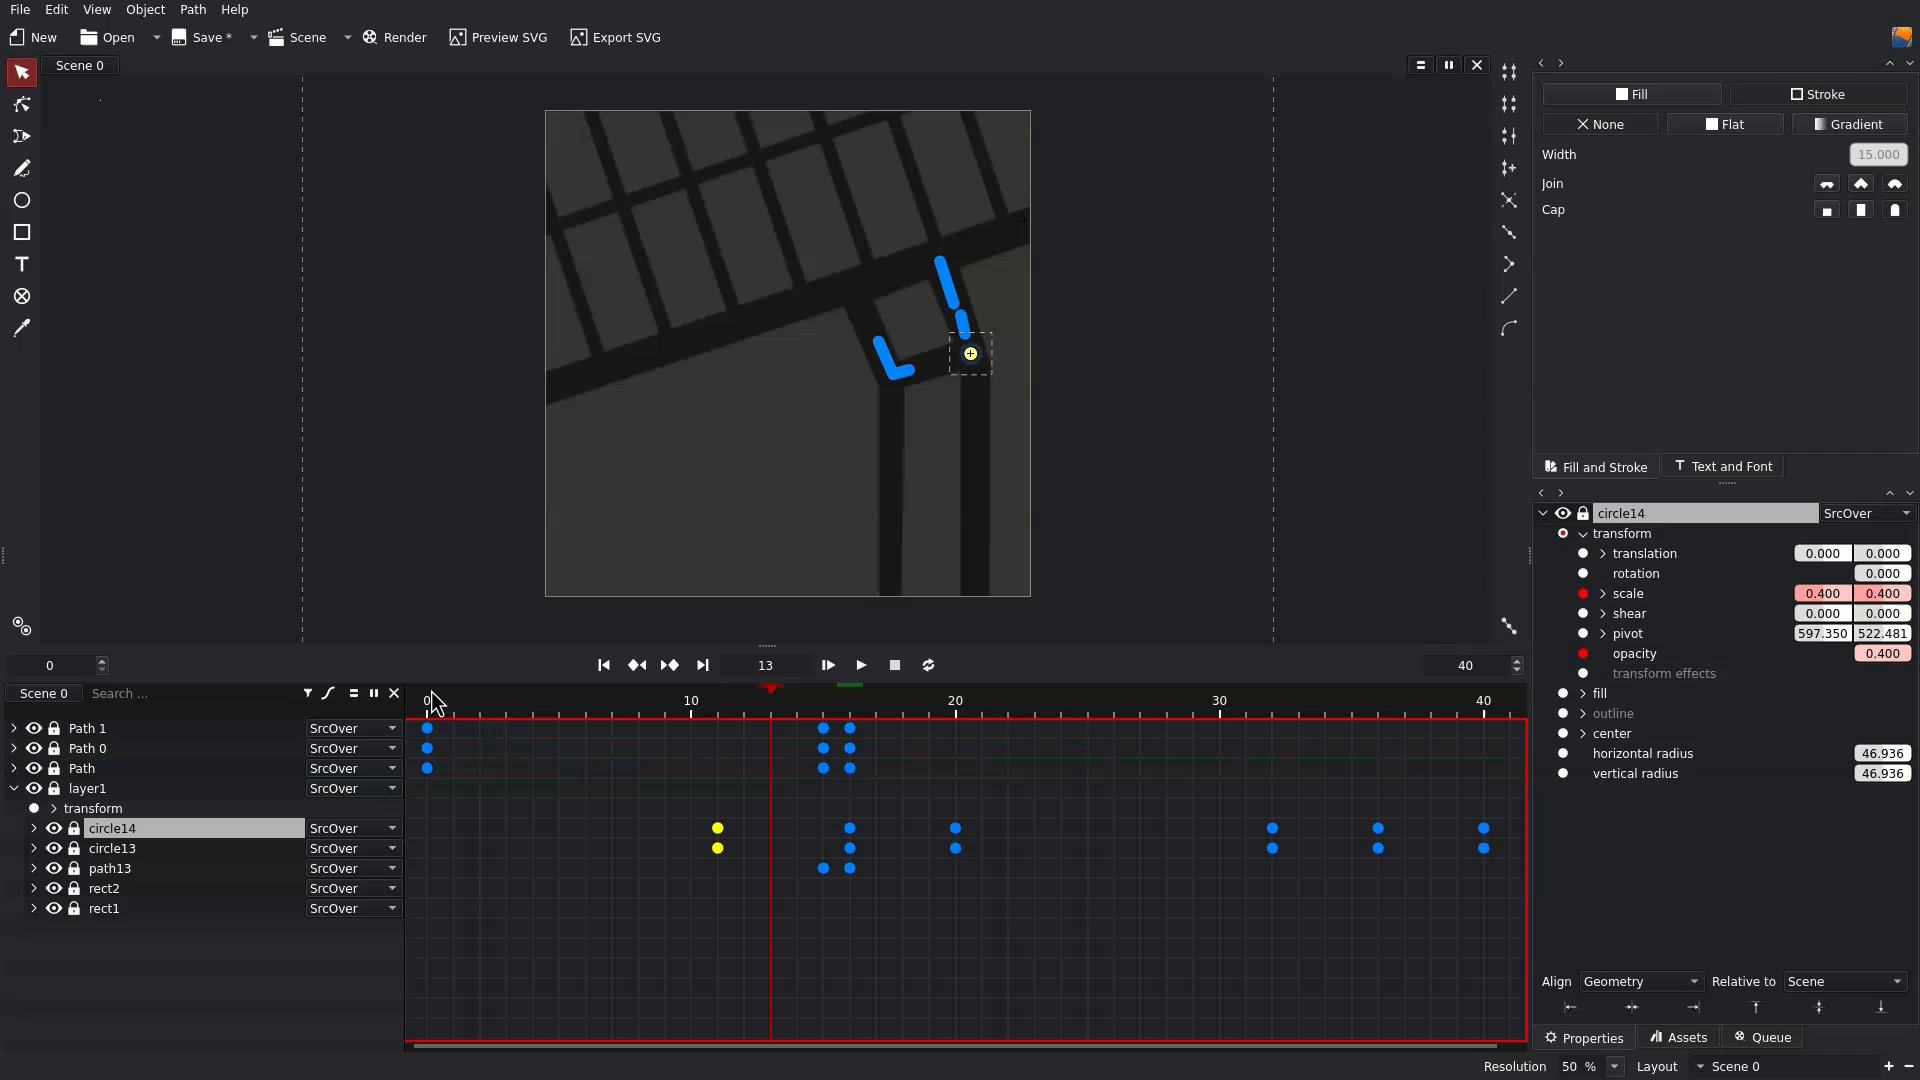 File Edit View Object Path Help
New Open Save * Scene Render Preview SVG Export SVG
Scene 0
Fill Stroke
None Flat Gradient
Width 15.000
Join
Cap
Fill and Stroke Text and Font
circle14 SrcOver
transform
translation 0.000 0.000
rotation 0.000
scale 0.400 0.400
shear 0.000 0.000
pivot 597.350 522.481
opacity 0.400
transform effects
fill
outline
center
horizontal radius 46.936
vertical radius 46.936
0 13 40
Scene 0 Search ... 0 10 20 30 40
Path 1 SrcOver
Path 0 SrcOver
Path SrcOver
layer1 SrcOver
transform
circle14 SrcOver
circle13 SrcOver
path13 SrcOver
rect2 SrcOver
rect1 SrcOver
Align Geometry Relative to Scene
Properties Assets Queue
Resolution 50 % Layout Scene 0